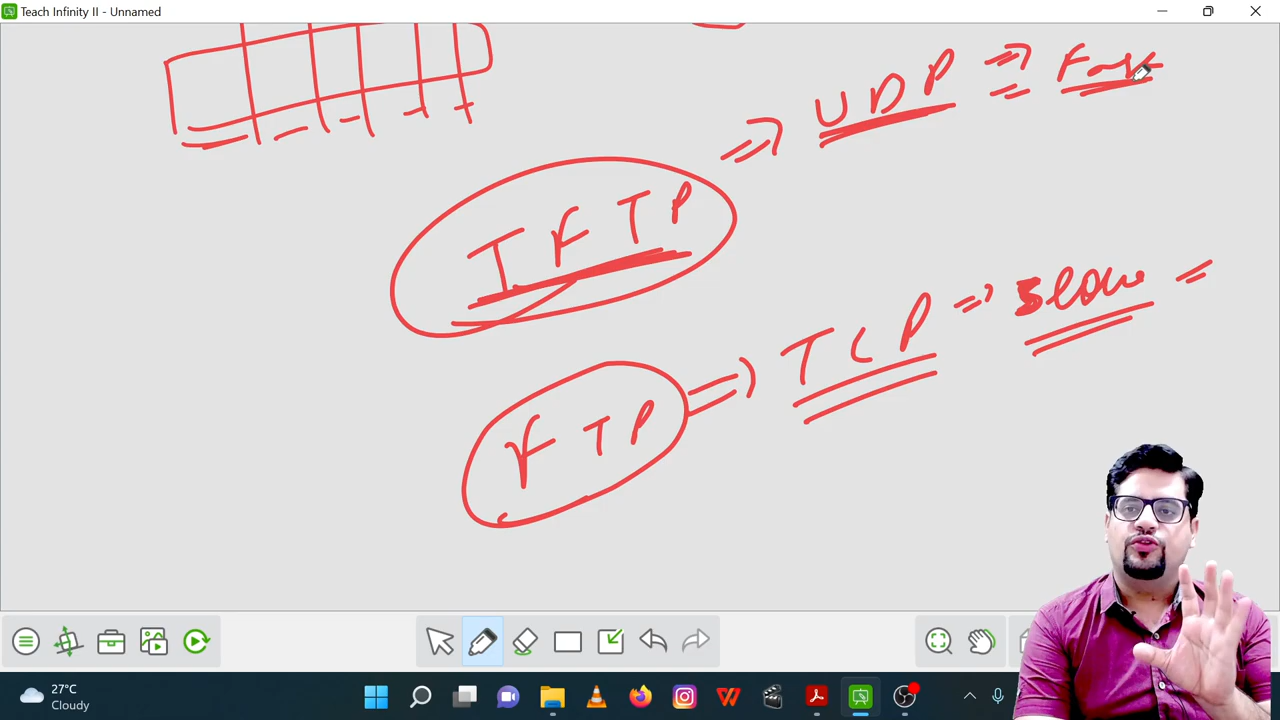 Teach Infinity II - Unnamed
UDP => Fast
TFTP =>
TCP => Slow =
FTP =>
27°C
Cloudy